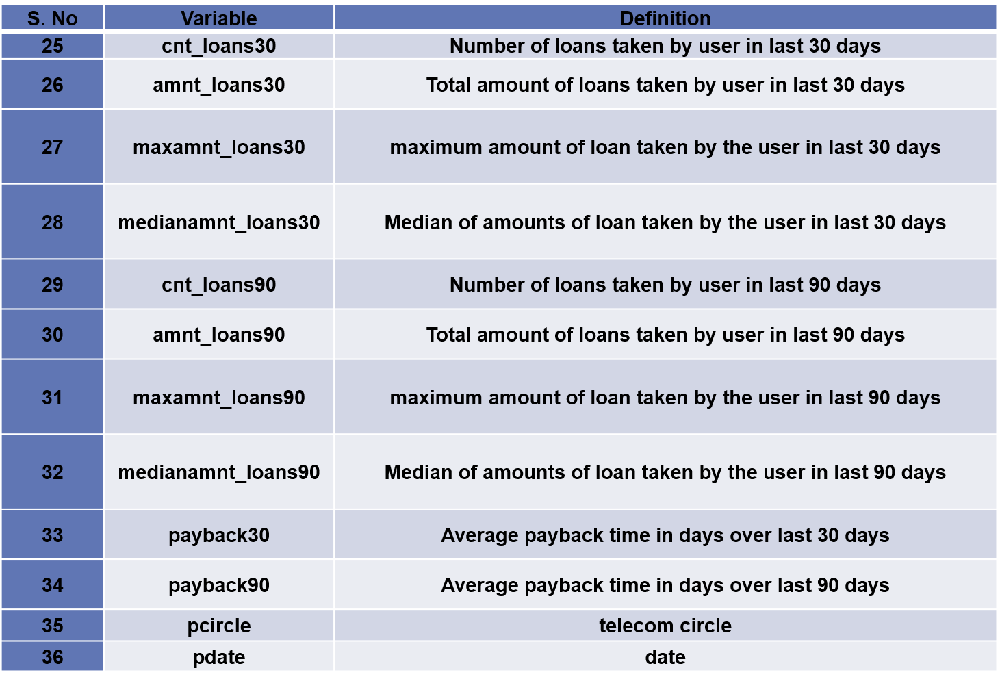 S. No Variable Definition
25 cnt_loans30 Number of loans taken by user in last 30 days
26 amnt_loans30 Total amount of loans taken by user in last 30 days
27 maxamnt_loans30 maximum amount of loan taken by the user in last 30 days
28 medianamnt_loans30 Median of amounts of loan taken by the user in last 30 days
29 cnt_loans90 Number of loans taken by user in last 90 days
30 amnt_loans90 Total amount of loans taken by user in last 90 days
31 maxamnt_loans90 maximum amount of loan taken by the user in last 90 days
32 medianamnt_loans90 Median of amounts of loan taken by the user in last 90 days
33 payback30 Average payback time in days over last 30 days
34 payback90 Average payback time in days over last 90 days
35 pcircle telecom circle
36 pdate date